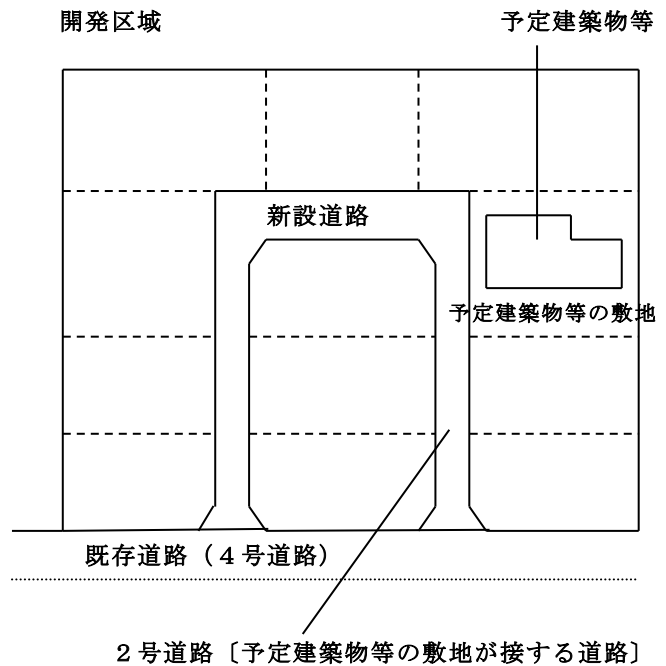 開発区域
予定建築物等
新設道路
予定建築物等の敷地
既存道路（４号道路）
２号道路〔予定建築物等の敷地が接する道路〕